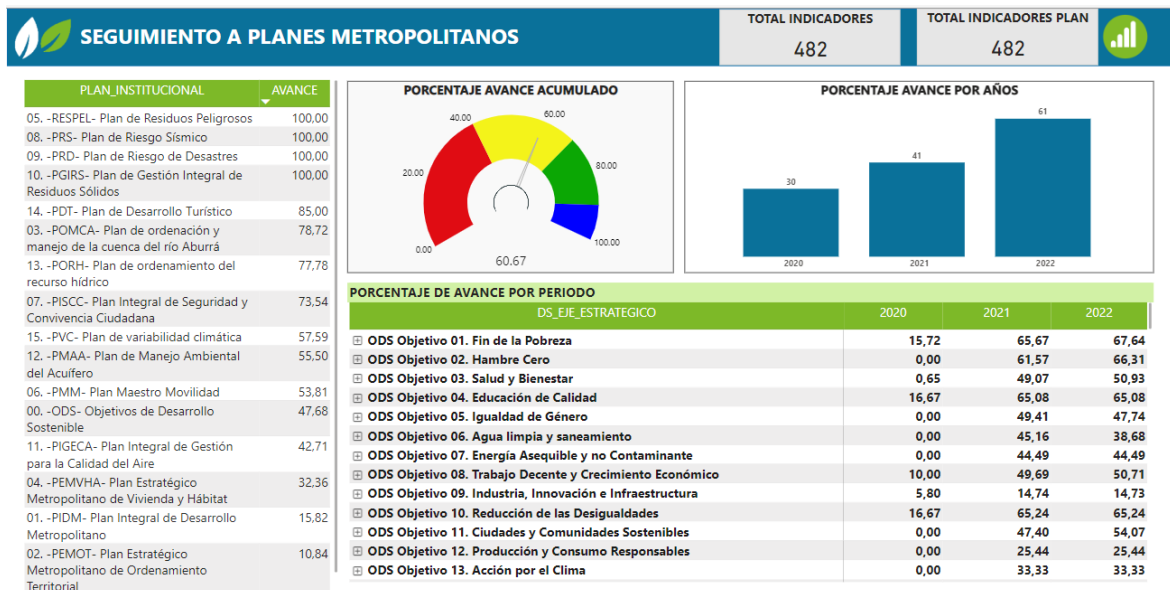 SEGUIMIENTO A PLANES METROPOLITANOS
TOTAL INDICADORES
482
TOTAL INDICADORES PLAN
482
PLAN_INSTITUCIONAL AVANCE
05. -RESPEL- Plan de Residuos Peligrosos 100,00
08. -PRS- Plan de Riesgo Sísmico 100,00
09. -PRD- Plan de Riesgo de Desastres 100,00
10. -PGIRS- Plan de Gestión Integral de 100,00
Residuos Sólidos
14. -PDT- Plan de Desarrollo Turístico 85,00
03. -POMCA- Plan de ordenación y 78,72
manejo de la cuenca del río Aburrá
13. -PORH- Plan de ordenamiento del 77,78
recurso hídrico
07. -PISCC- Plan Integral de Seguridad y 73,54
Convivencia Ciudadana
15. -PVC- Plan de variabilidad climática 57,59
12. -PMAA- Plan de Manejo Ambiental 55,50
del Acuífero
06. -PMM- Plan Maestro Movilidad 53,81
00. -ODS- Objetivos de Desarrollo 47,68
Sostenible
11. -PIGECA- Plan Integral de Gestión 42,71
para la Calidad del Aire
04. -PEMVHA- Plan Estratégico 32,36
Metropolitano de Vivienda y Hábitat
01. -PIDM- Plan Integral de Desarrollo 15,82
Metropolitano
02. -PEMOT- Plan Estratégico 10,84
Metropolitano de Ordenamiento
Territorial
PORCENTAJE AVANCE ACUMULADO
0.00
20.00
40.00
60.00
80.00
100.00
60.67
PORCENTAJE AVANCE POR AÑOS
30
41
61
2020 2021 2022
PORCENTAJE DE AVANCE POR PERIODO
DS_EJE_ESTRATEGICO 2020 2021 2022
ODS Objetivo 01. Fin de la Pobreza 15,72 65,67 67,64
ODS Objetivo 02. Hambre Cero 0,00 61,57 66,31
ODS Objetivo 03. Salud y Bienestar 0,65 49,07 50,93
ODS Objetivo 04. Educación de Calidad 16,67 65,08 65,08
ODS Objetivo 05. Igualdad de Género 0,00 49,41 47,74
ODS Objetivo 06. Agua limpia y saneamiento 0,00 45,16 38,68
ODS Objetivo 07. Energía Asequible y no Contaminante 0,00 44,49 44,49
ODS Objetivo 08. Trabajo Decente y Crecimiento Económico 10,00 49,69 50,71
ODS Objetivo 09. Industria, Innovación e Infraestructura 5,80 14,74 14,73
ODS Objetivo 10. Reducción de las Desigualdades 16,67 65,24 65,24
ODS Objetivo 11. Ciudades y Comunidades Sostenibles 0,00 47,40 54,07
ODS Objetivo 12. Producción y Consumo Responsables 0,00 25,44 25,44
ODS Objetivo 13. Acción por el Clima 0,00 33,33 33,33